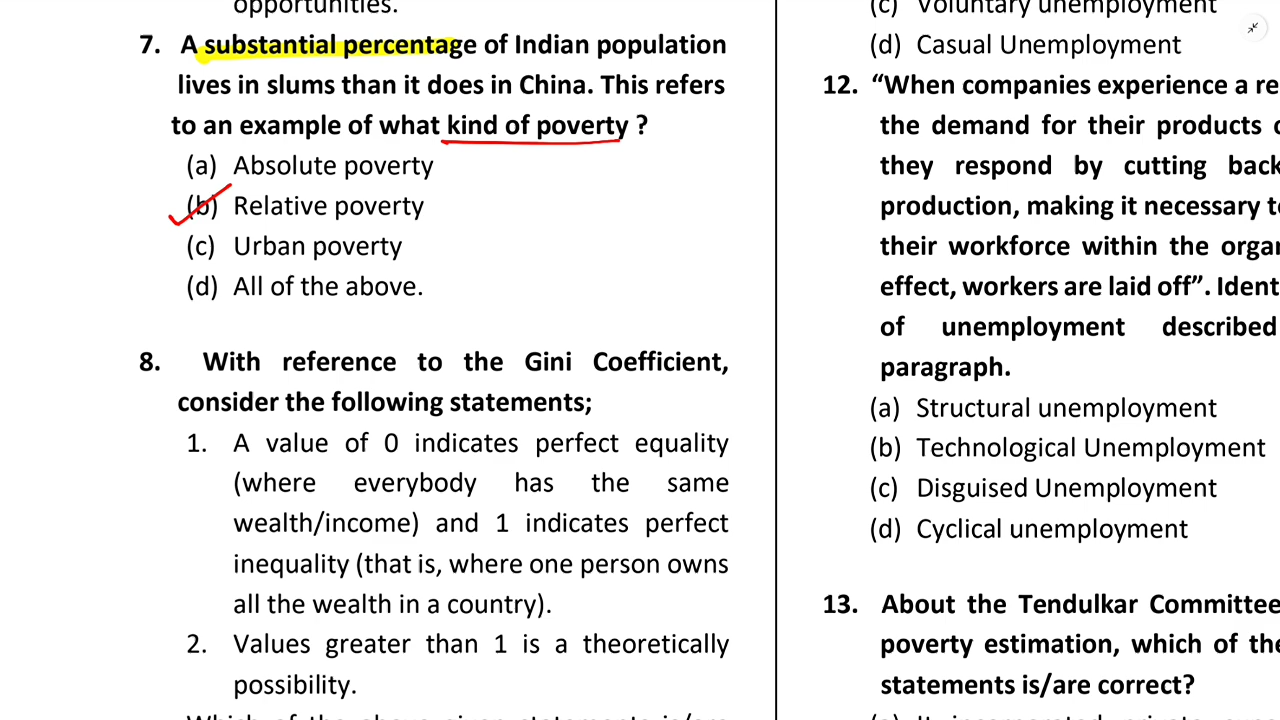 opportunities.
7. A substantial percentage of Indian population
lives in slums than it does in China. This refers
to an example of what kind of poverty ?
(a) Absolute poverty
(b) Relative poverty
(c) Urban poverty
(d) All of the above.
8. With reference to the Gini Coefficient,
consider the following statements;
1. A value of 0 indicates perfect equality
(where everybody has the same
wealth/income) and 1 indicates perfect
inequality (that is, where one person owns
all the wealth in a country).
2. Values greater than 1 is a theoretically
possibility.
(c) Voluntary unemployment
(d) Casual Unemployment
12. “When companies experience a re
the demand for their products
they respond by cutting back
production, making it necessary
their workforce within the
effect, workers are laid off”.
of unemployment described
paragraph.
(a) Structural unemployment
(b) Technological Unemployment
(c) Disguised Unemployment
(d) Cyclical unemployment
13. About the Tendulkar Committee
poverty estimation, which of the
statements is/are correct?